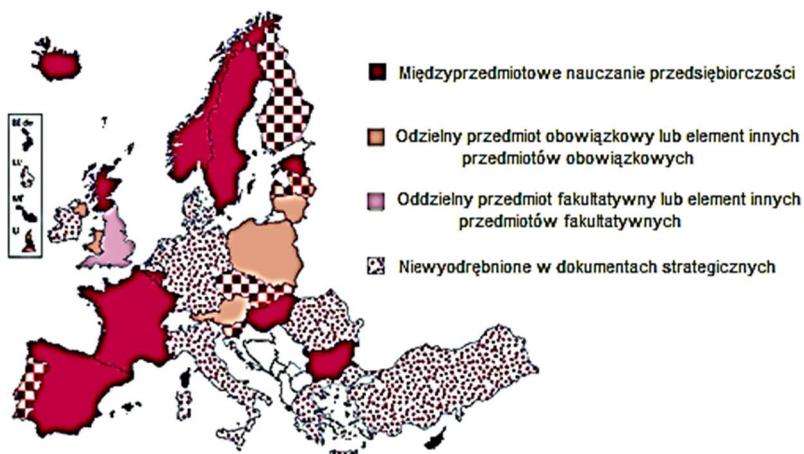 Międzyprzedmiotowe nauczanie przedsiębiorczości
Odzielny przedmiot obowiązkowy lub element innych
przedmiotów obowiązkowych
Oddzielny przedmiot fakultatywny lub element innych
przedmiotów fakultatywnych
Niewyodrębnione w dokumentach strategicznych